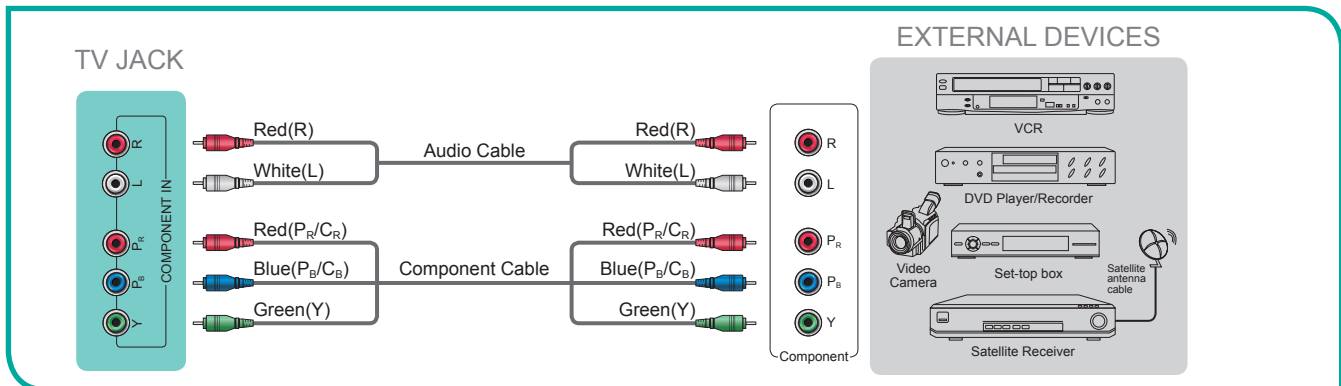 TV JACK
EXTERNAL DEVICES
R
L
PR
PB
Y
COMPONENT IN
Red(R)
White(L)
Audio Cable
Red(R)
White(L)
Red(PR/CR)
Blue(PB/CB)
Green(Y)
Component Cable
Red(PR/CR)
Blue(PB/CB)
Green(Y)
R
L
PR
PB
Y
Component
VCR
DVD Player/Recorder
Video
Camera
Set-top box
Satellite
antenna
cable
Satellite Receiver